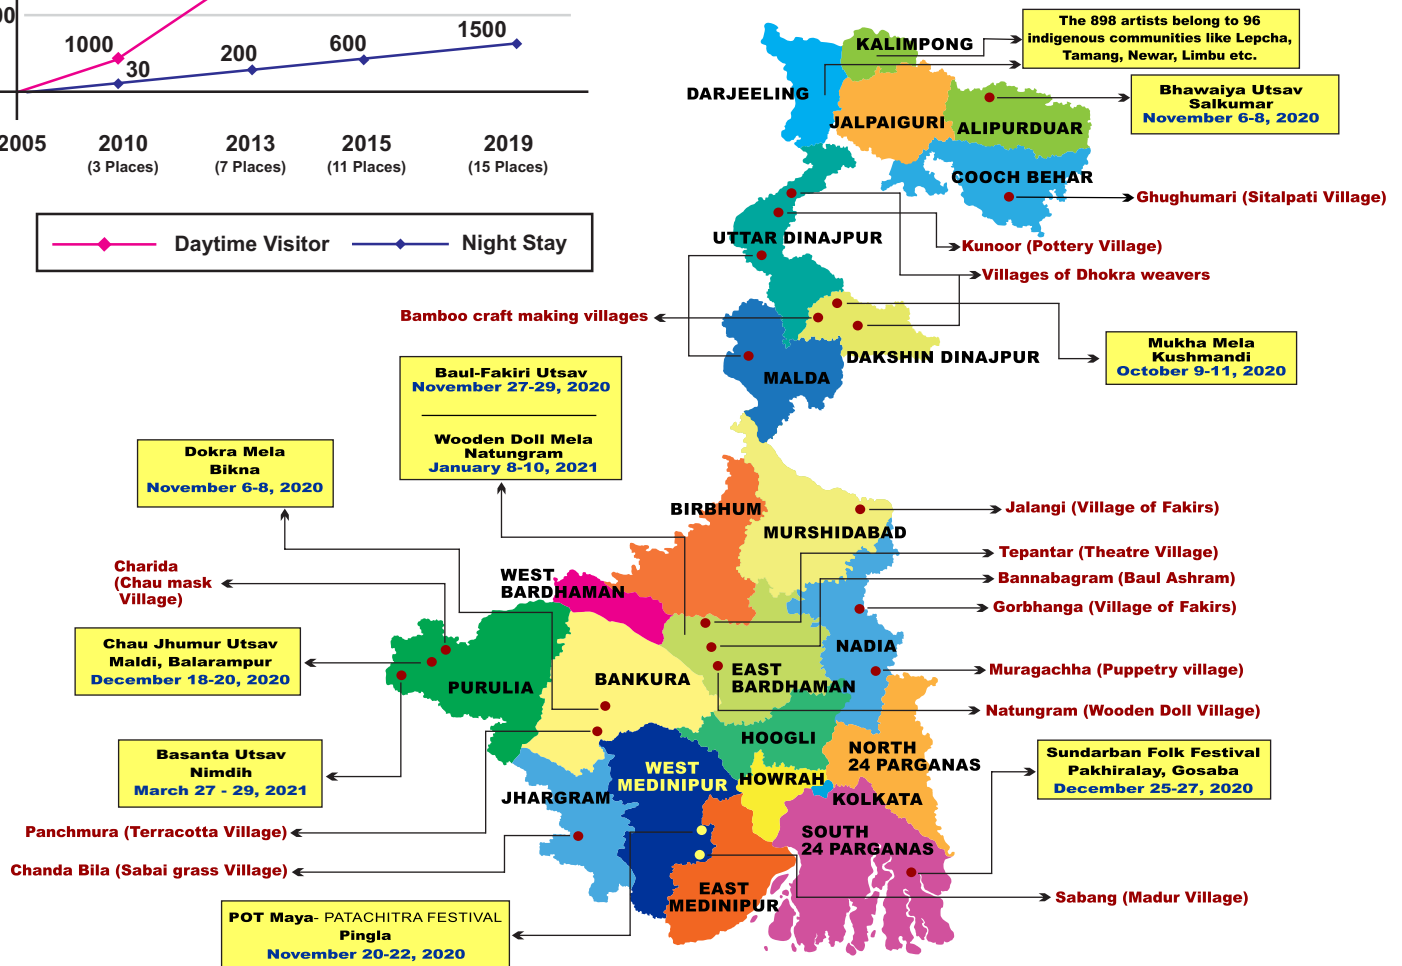 00
1000
30
200
600
1500
2005
2010
(3 Places)
2013
(7 Places)
2015
(11 Places)
2019
(15 Places)
Daytime Visitor
Night Stay
The 898 artists belong to 96
indigenous communities like Lepcha,
Tamang, Newar, Limbu etc.
KALIMPONG
DARJEELING
JALPAIGURI
ALIPURDUAR
Bhawaiya Utsav
Salkumar
November 6-8, 2020
COOCH BEHAR
Ghughumari (Sitalpati Village)
UTTAR DINAJPUR
Kunoor (Pottery Village)
Villages of Dhokra weavers
Bamboo craft making villages
DAKSHIN DINAJPUR
Mukha Mela
Kushmandi
October 9-11, 2020
MALDA
Baul-Fakiri Utsav
November 27-29, 2020
Wooden Doll Mela
Natungram
January 8-10, 2021
Dokra Mela
Bikna
November 6-8, 2020
BIRBHUM
MURSHIDABAD
Jalangi (Village of Fakirs)
Tepantar (Theatre Village)
Bannabagram (Baul Ashram)
Gorbhanga (Village of Fakirs)
Charida
(Chau mask
Village)
WEST
BARDHAMAN
NADIA
Chau Jhumur Utsav
Maldi, Balarampur
December 18-20, 2020
PURULIA
BANKURA
EAST
BARDHAMAN
Muragachha (Puppetry village)
Natungram (Wooden Doll Village)
Basanta Utsav
Nimdih
March 27 - 29, 2021
HOOGLI
NORTH
24 PARGANAS
Sundarban Folk Festival
Pakhiralay, Gosaba
December 25-27, 2020
WEST
MEDINIPUR
HOWRAH
JHARGRAM
KOLKATA
Panchmura (Terracotta Village)
SOUTH
24 PARGANAS
Chanda Bila (Sabai grass Village)
EAST
MEDINIPUR
Sabang (Madur Village)
POT Maya- PATACHITRA FESTIVAL
Pingla
November 20-22, 2020